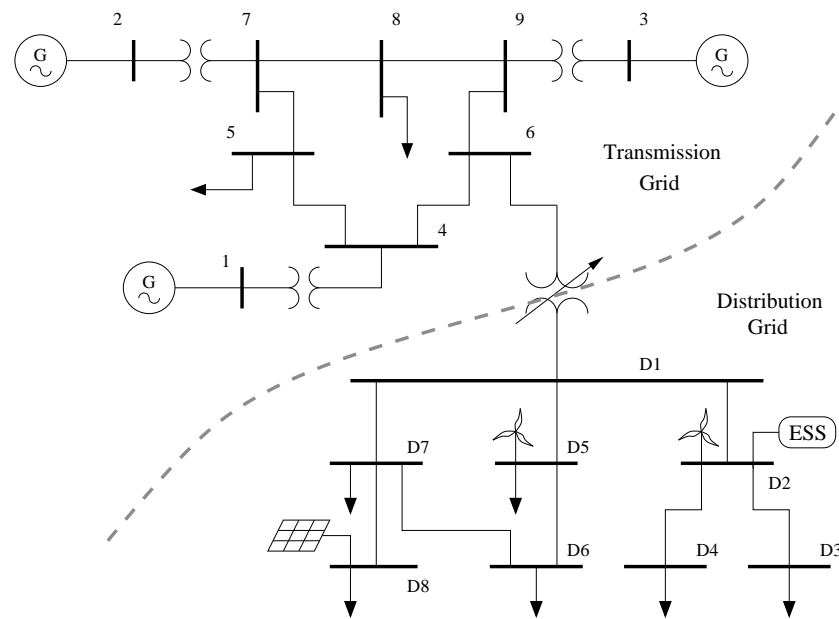 2
7
8
9
3
G
G
5
6
Transmission
Grid
4
1
G
Distribution
Grid
D1
ESS
D7
D5
D2
D6
D4
D3
D8